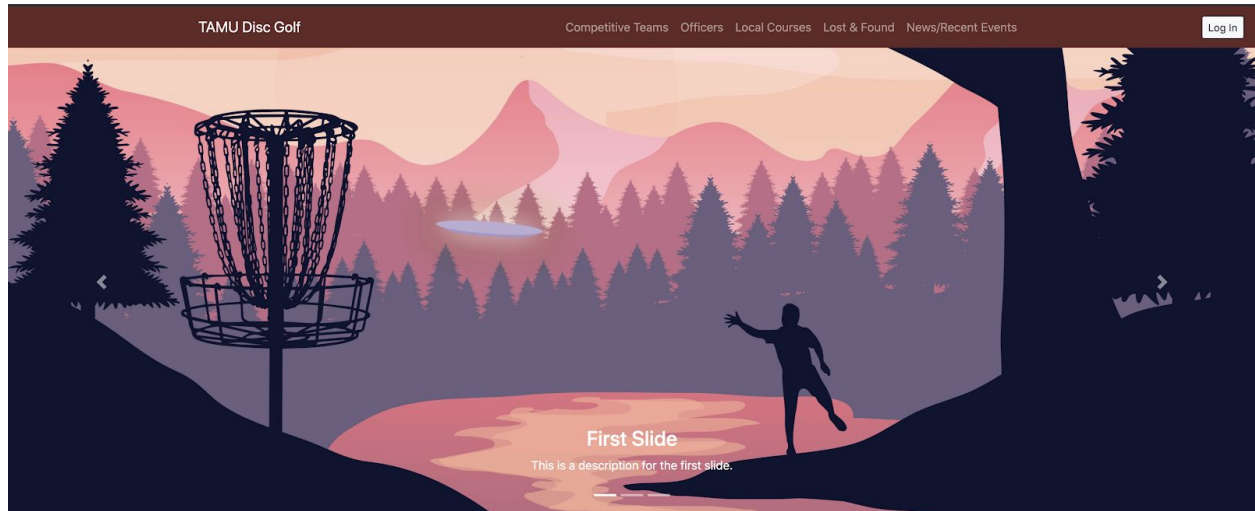 TAMU Disc Golf Competitive Teams Officers Local Courses Lost & Found News/Recent Events Log In
First Slide
This is a description for the first slide.